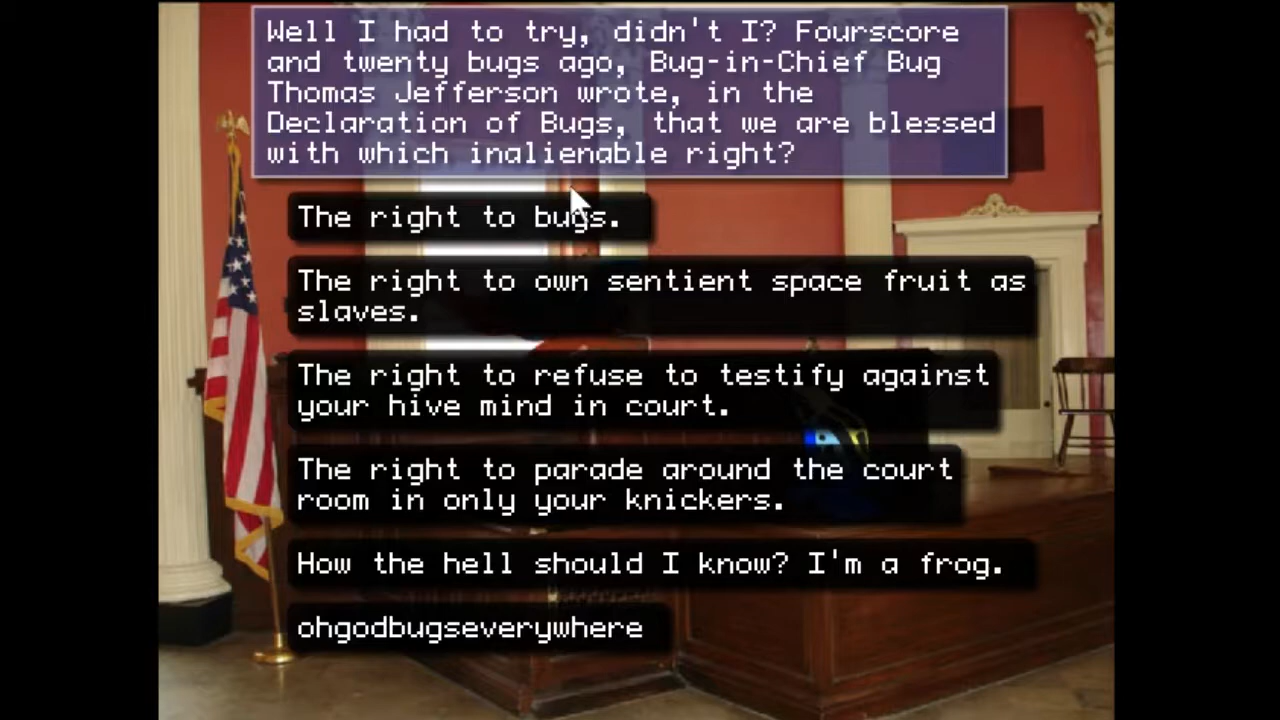 Well I had to try, didn't I? Fourscore
and twenty bugs ago, Bug-in-Chief Bug
Thomas Jefferson wrote, in the
Declaration of Bugs, that we are blessed
with which inalienable right?
The right to bugs.
The right to own sentient space fruit as
slaves.
The right to refuse to testify against
your hive mind in court.
The right to parade around the court
room in only your knickers.
How the hell should I know? I'm a frog.
ohgodbugseverywhere